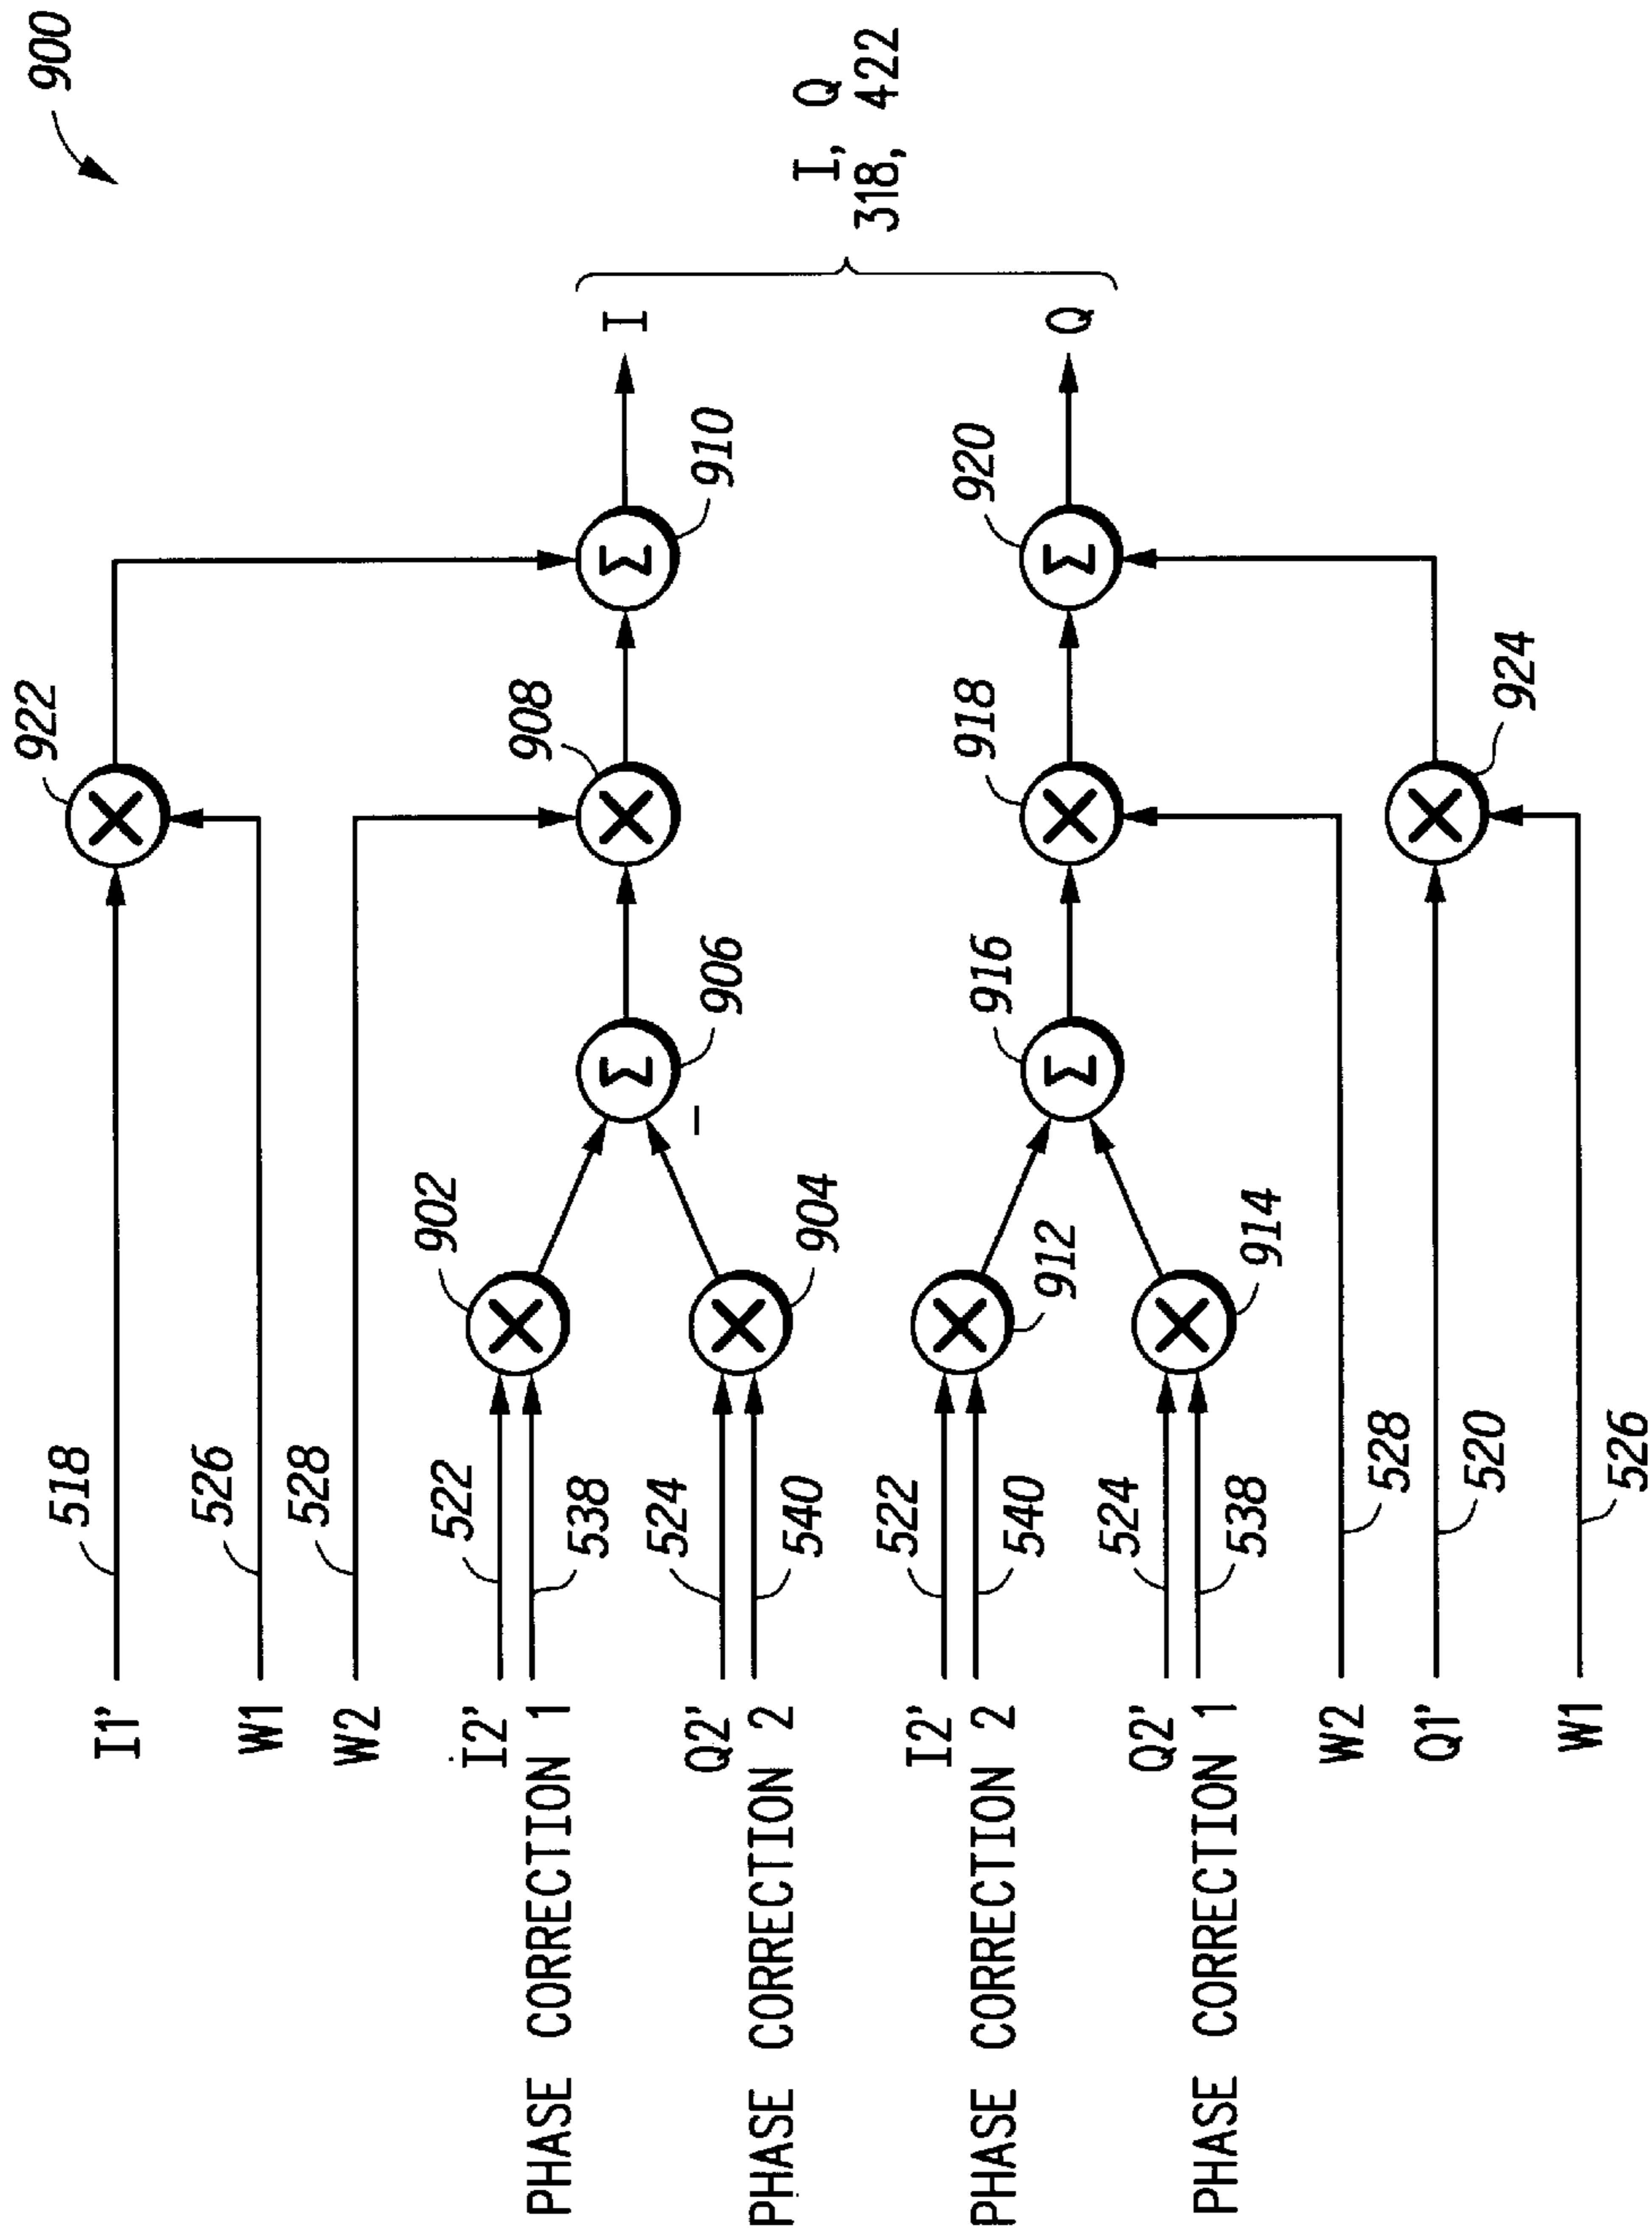 900
I1' 518 922
W1 526
W2 528 908
I2' 522 902
PHASE CORRECTION 1 538
Σ 906
Σ 910
I
Q2' 524 904
PHASE CORRECTION 2 540
–
I, Q
318, 422
I2' 522 912
PHASE CORRECTION 2 540
Σ 916
918
Σ 920
Q
Q2' 524 914
PHASE CORRECTION 1 538
W2 528
Q1' 520 924
W1 526